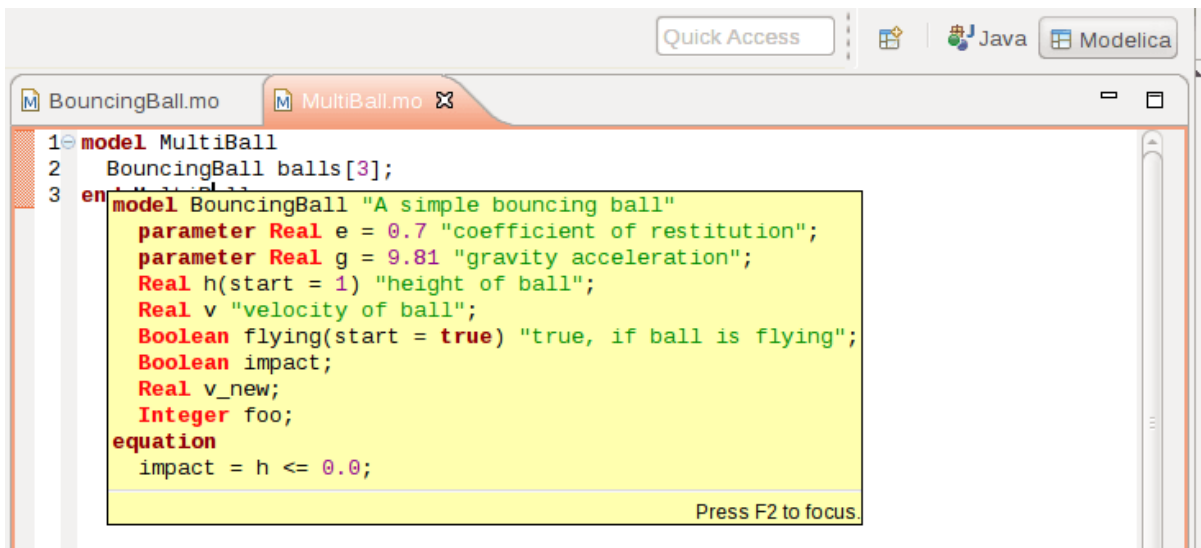 Quick Access Java Modelica
BouncingBall.mo MultiBall.mo
1 model MultiBall
2 BouncingBall balls[3];
3 en
model BouncingBall "A simple bouncing ball"
parameter Real e = 0.7 "coefficient of restitution";
parameter Real g = 9.81 "gravity acceleration";
Real h(start = 1) "height of ball";
Real v "velocity of ball";
Boolean flying(start = true) "true, if ball is flying";
Boolean impact;
Real v_new;
Integer foo;
equation
impact = h <= 0.0;
Press F2 to focus.